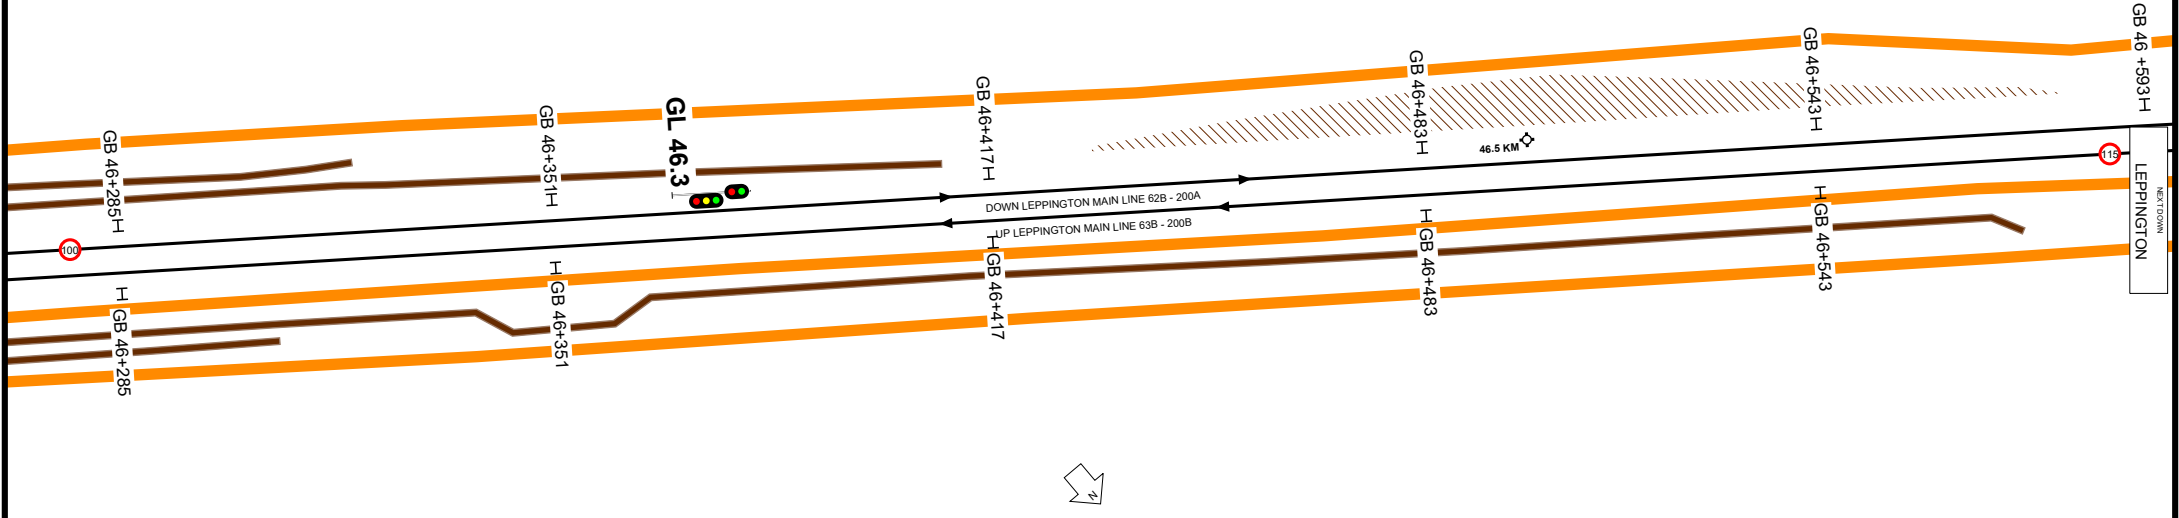 GB 46+285H
GB 46+351H
GL 46.3
GB 46+417H
GB 46+483H
GB 46+543H
GB 46 +593H
46.5 KM
100
115
DOWN LEPPINGTON MAIN LINE 62B - 200A
UP LEPPINGTON MAIN LINE 63B - 200B
LEPPINGTON
NEXT DOWN
H GB 46+285
H GB 46+351
H GB 46+417
H GB 46+483
H GB 46+543
N